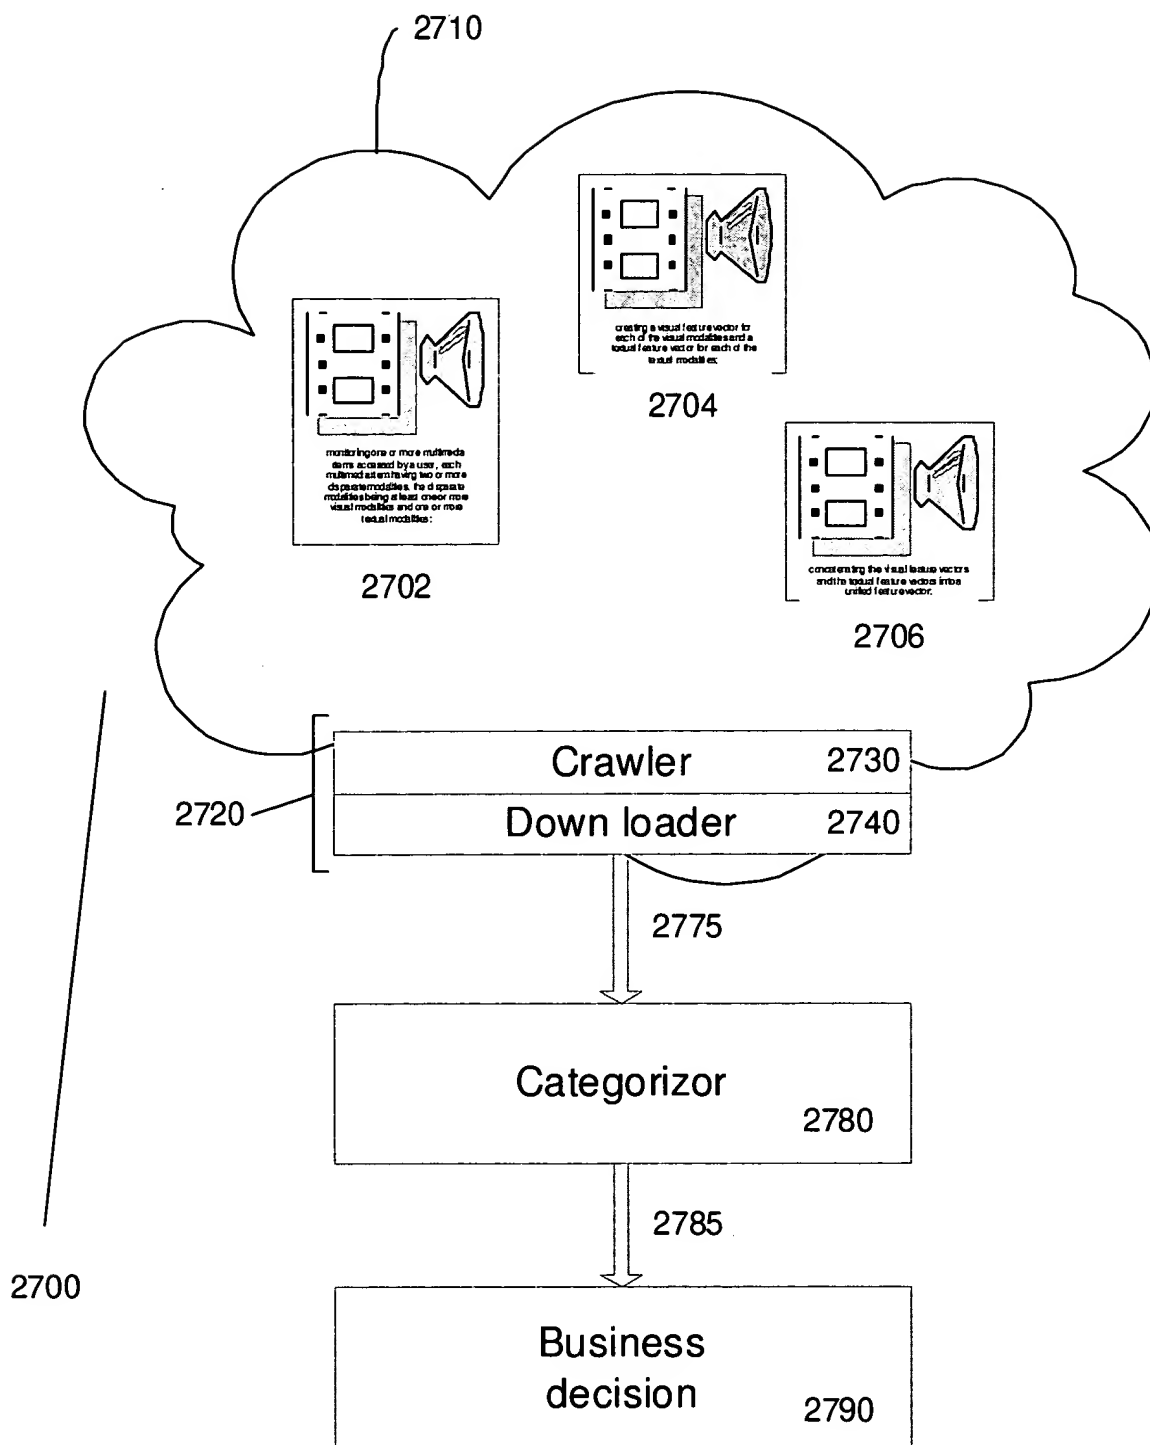 2710
creating a visual feature vector for
each of the visual modalities and a
textual feature vector for each of the
textual modalities;
2704
monitoring one or more multimedia
items accessed by a user, each
multimedia item having two or more
disparate modalities, the disparate
modalities being at least one or more
visual modalities and one or more
textual modalities;
2702
concatenating the visual feature vectors
and the textual feature vectors into a
unified feature vector.
2706
Crawler 2730
2720
Down loader 2740
2775
Categorizor
2780
2785
2700
Business
decision
2790